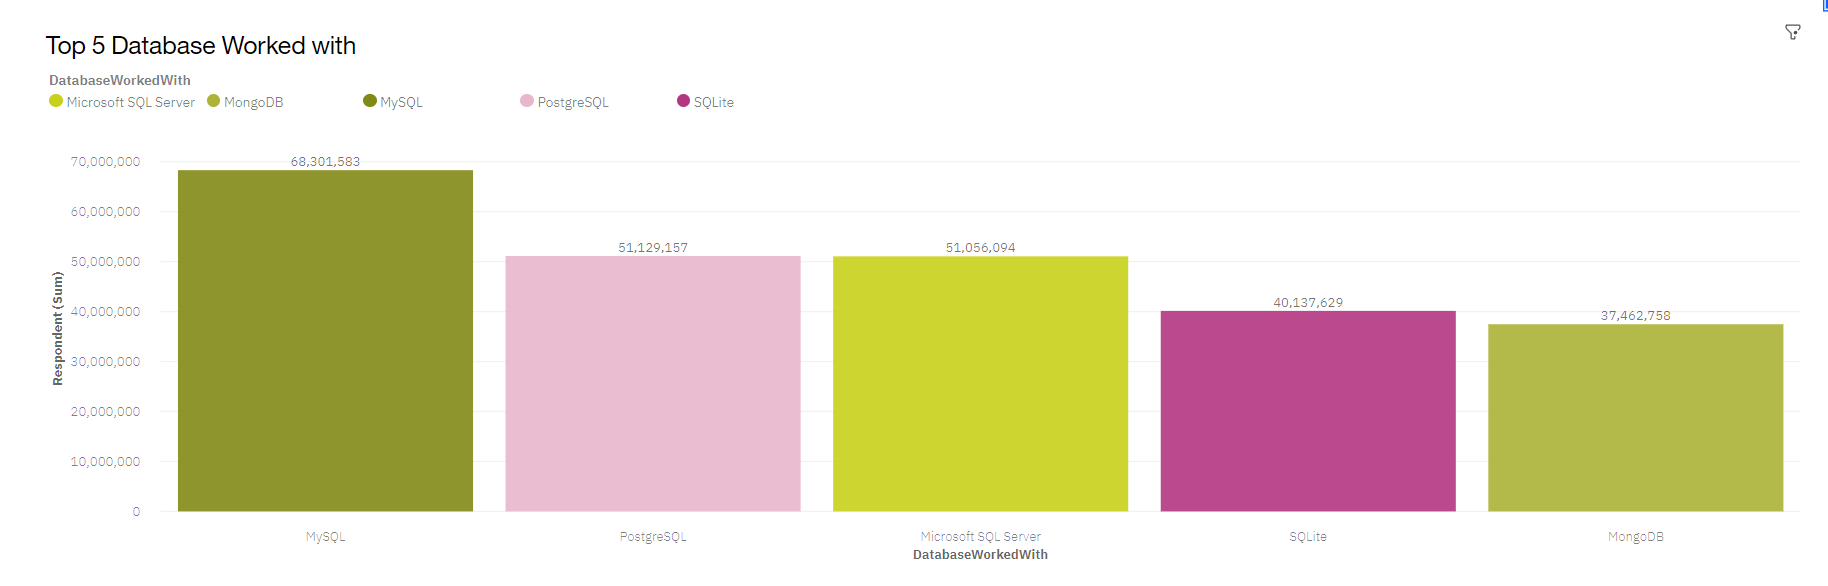 Top 5 Database Worked with
DatabaseWorkedWith
Microsoft SQL Server MongoDB MySQL PostgreSQL SQLite
70,000,000
60,000,000
50,000,000
40,000,000
30,000,000
20,000,000
10,000,000
0
Respondent (Sum)
68,301,583
51,129,157
51,056,094
40,137,629
37,462,758
MySQL PostgreSQL Microsoft SQL Server SQLite MongoDB
DatabaseWorkedWith